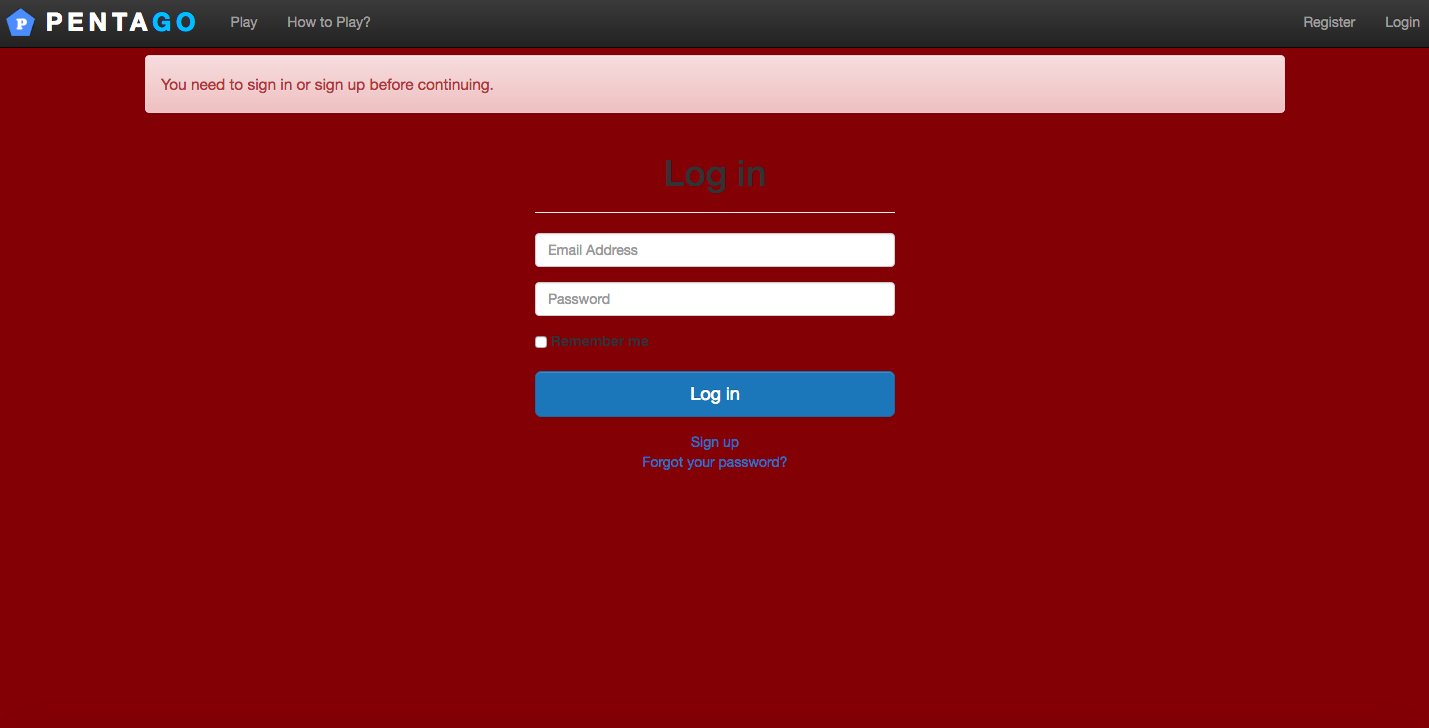 P PENTAGO Play How to Play? Register Login
You need to sign in or sign up before continuing.
Log in
Email Address
Password
Remember me
Log in
Sign up
Forgot your password?